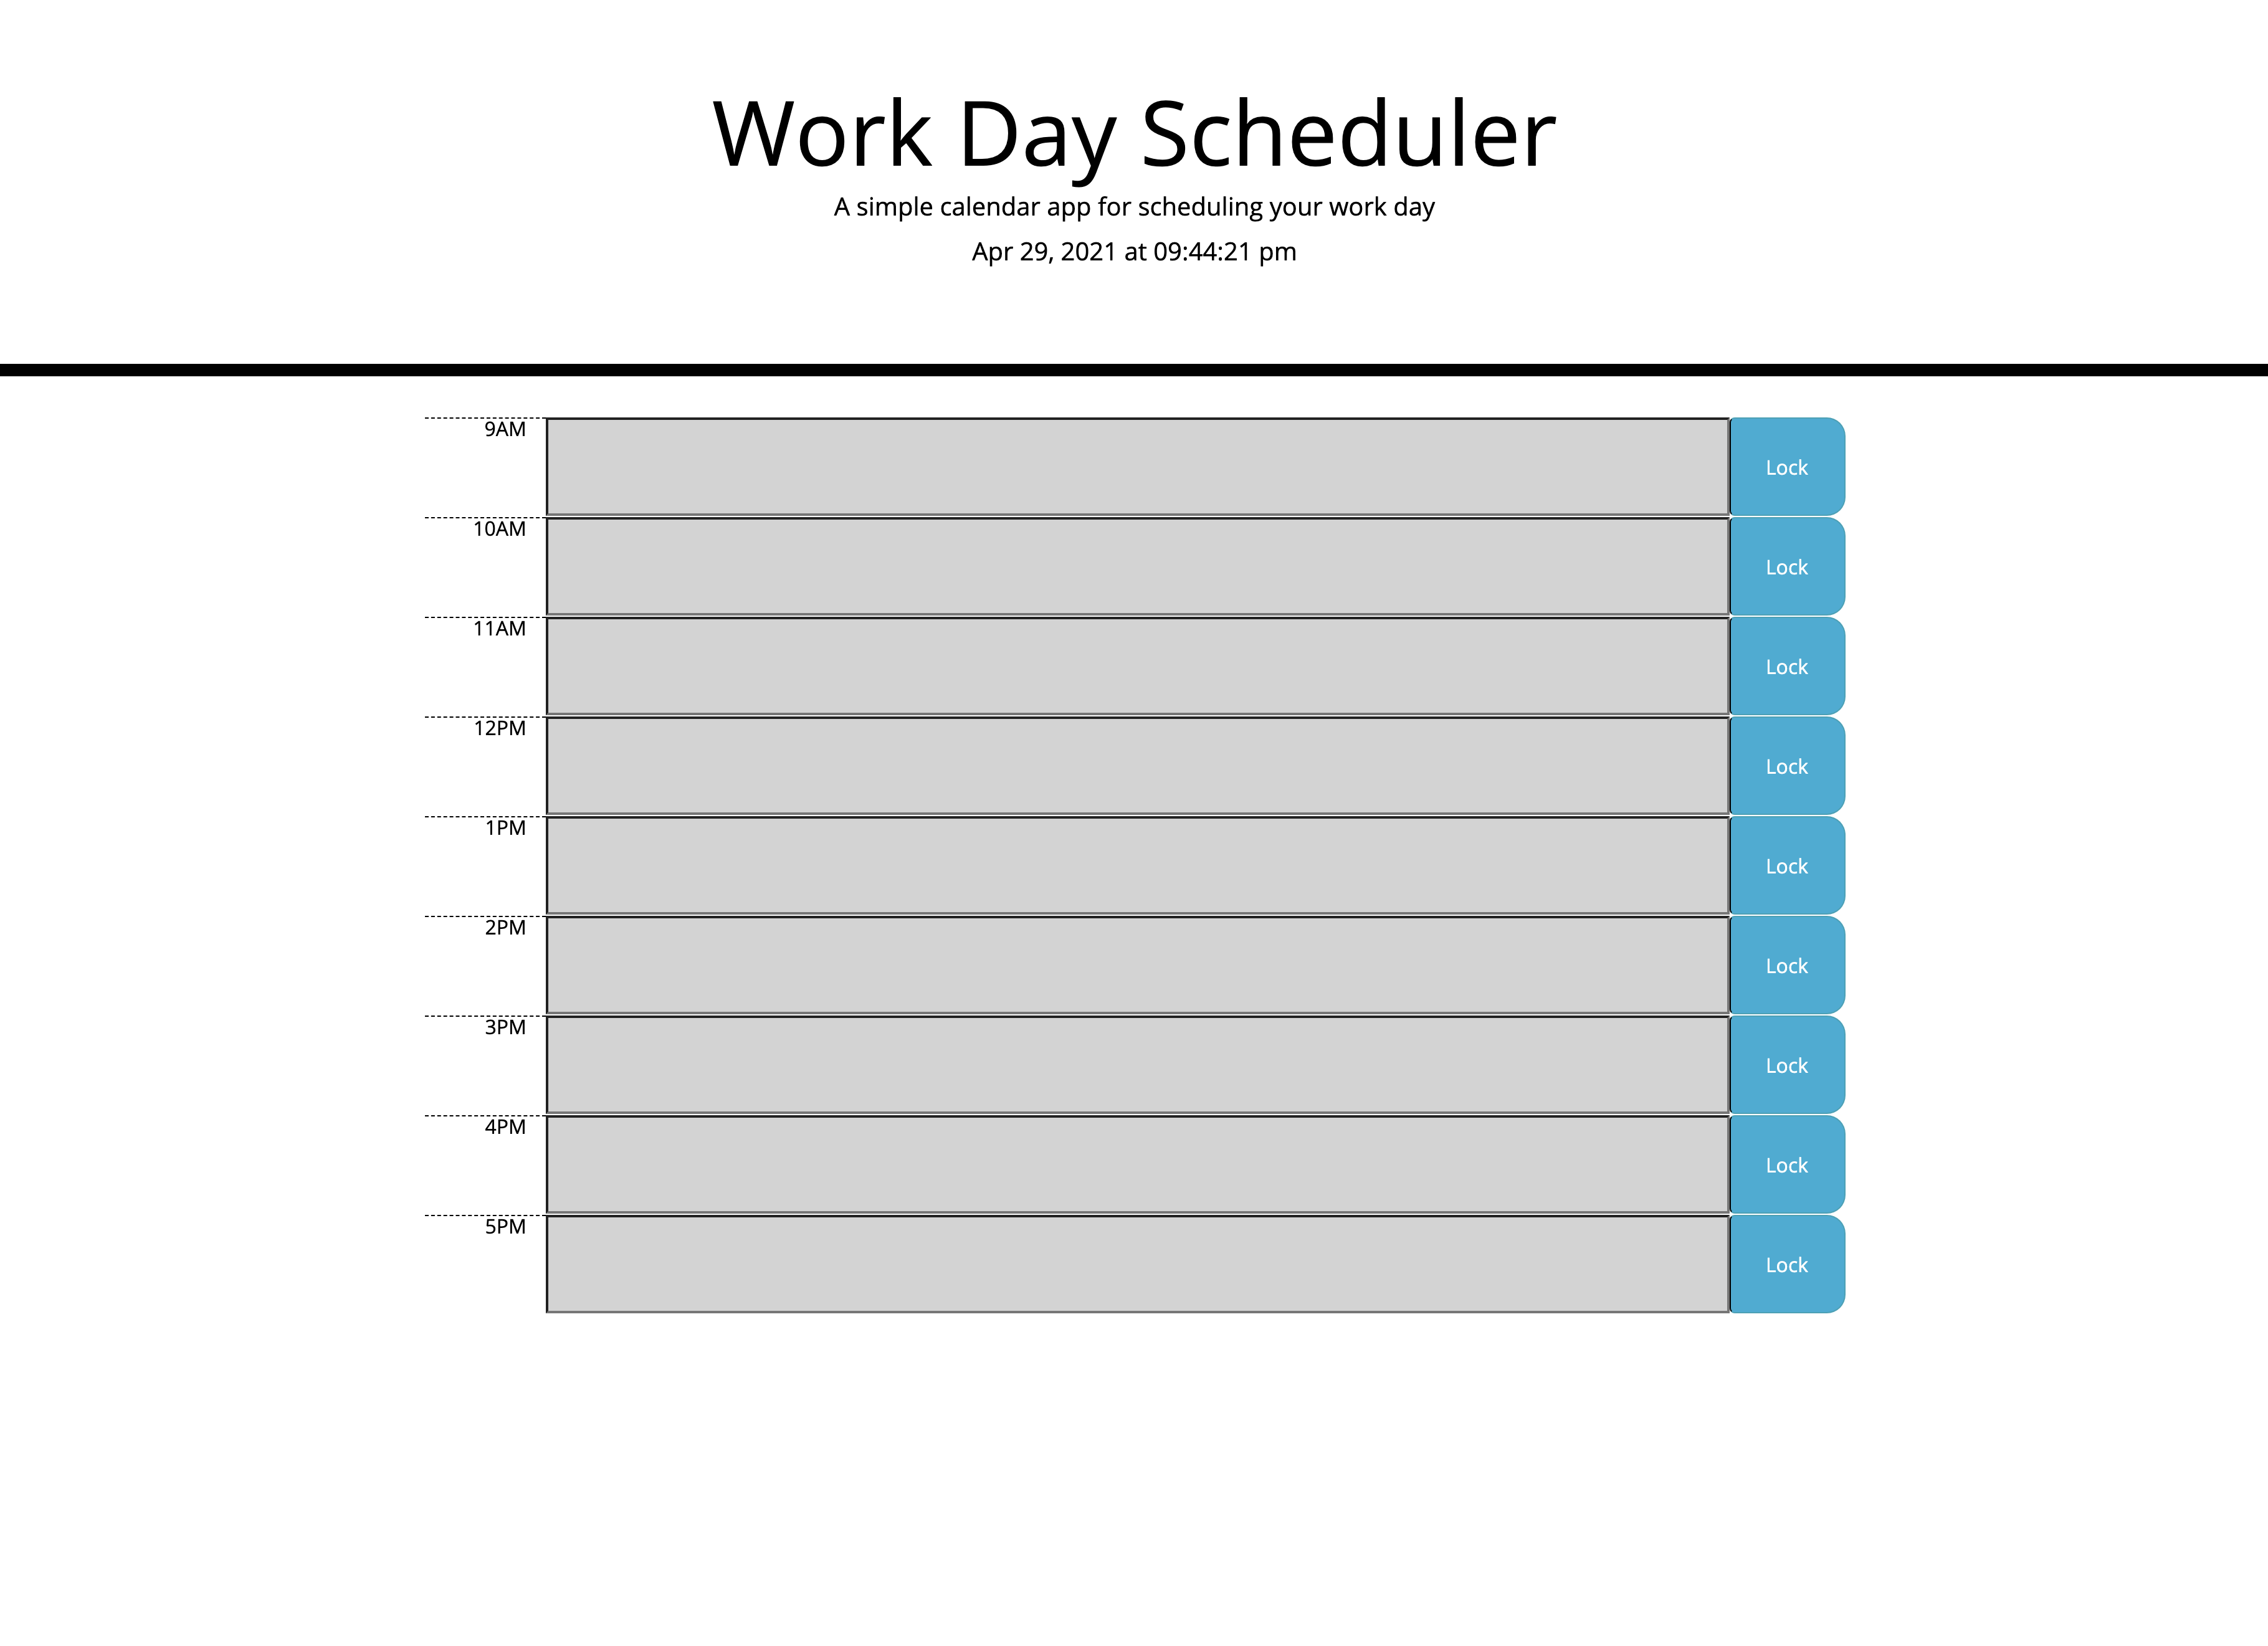 Work Day Scheduler
A simple calendar app for scheduling your work day
Apr 29, 2021 at 09:44:21 pm
9AM
Lock
10AM
Lock
11AM
Lock
12PM
Lock
1PM
Lock
2PM
Lock
3PM
Lock
4PM
Lock
5PM
Lock